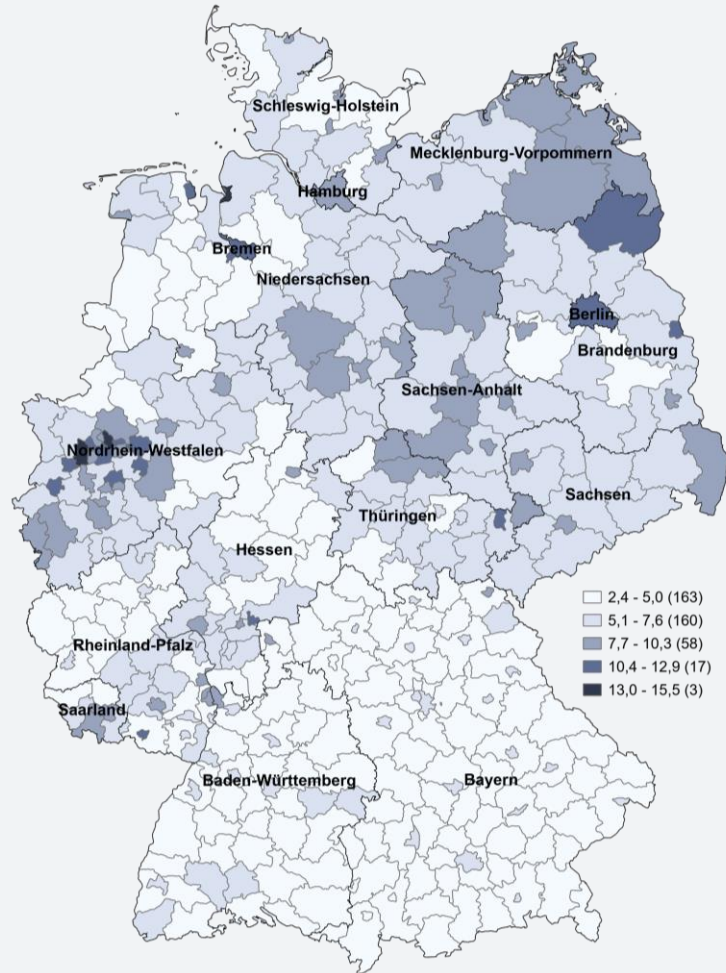 Schleswig-Holstein
Mecklenburg-Vorpommern
Hamburg
Bremen
Niedersachsen
Berlin
Brandenburg
Sachsen-Anhalt
Nordrhein-Westfalen
Sachsen
Thüringen
Hessen
2,4 - 5,0 (163)
5,1 - 7,6 (160)
7,7 - 10,3 (58)
10,4 - 12,9 (17)
13,0 - 15,5 (3)
Rheinland-Pfalz
Saarland
Baden-Württemberg
Bayern